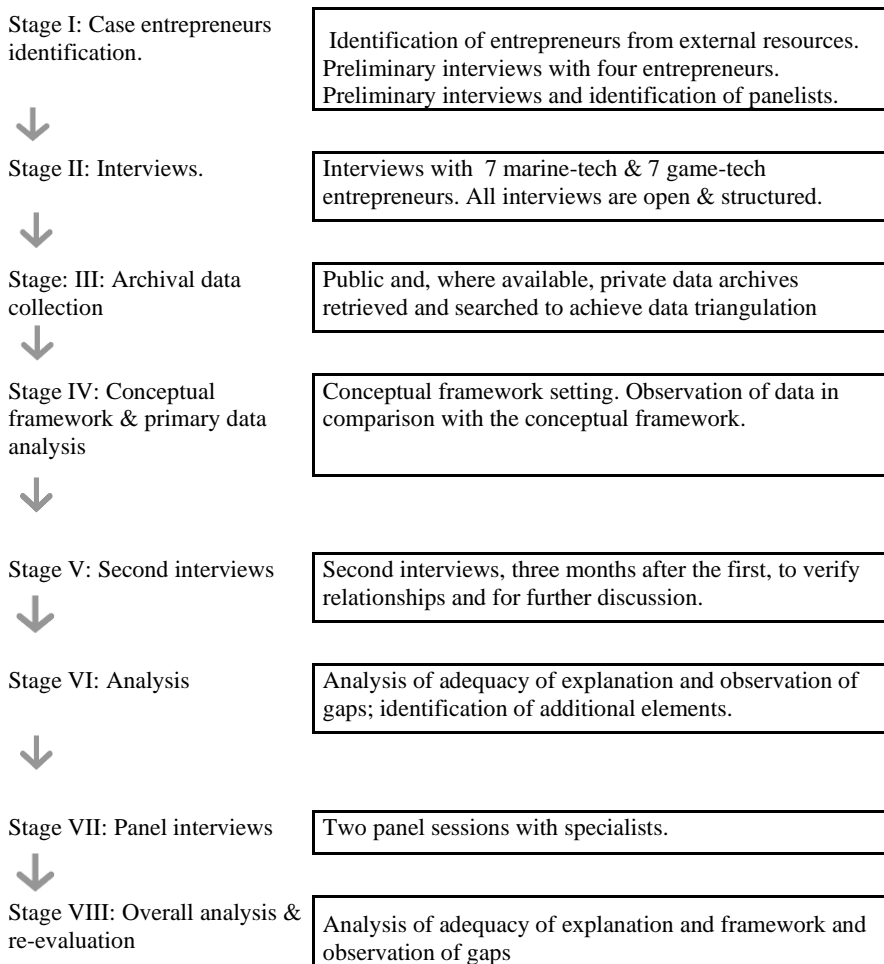 Stage I: Case entrepreneurs
identification.
Identification of entrepreneurs from external resources.
Preliminary interviews with four entrepreneurs.
Preliminary interviews and identification of panelists.
Stage II: Interviews.
Interviews with 7 marine-tech & 7 game-tech
entrepreneurs. All interviews are open & structured.
Stage: III: Archival data
collection
Public and, where available, private data archives
retrieved and searched to achieve data triangulation
Stage IV: Conceptual
framework & primary data
analysis
Conceptual framework setting. Observation of data in
comparison with the conceptual framework.
Stage V: Second interviews
Second interviews, three months after the first, to verify
relationships and for further discussion.
Stage VI: Analysis
Analysis of adequacy of explanation and observation of
gaps; identification of additional elements.
Stage VII: Panel interviews
Two panel sessions with specialists.
Stage VIII: Overall analysis &
re-evaluation
Analysis of adequacy of explanation and framework and
observation of gaps